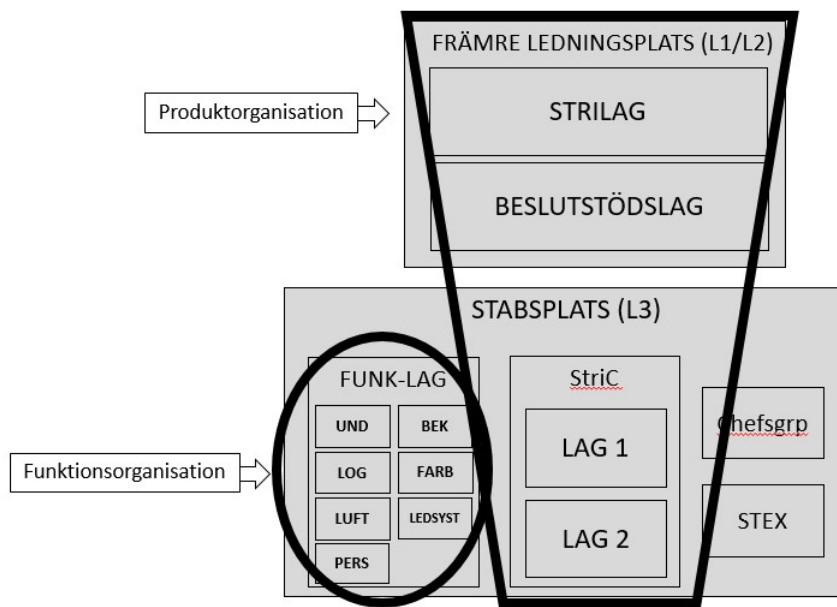 FRÄMRE LEDNINGSPLATS (L1/L2)
Produktorganisation
STRILAG
BESLUTSTÖDSLAG
STABSPLATS (L3)
FUNK-LAG
StriC
UND
BEK
Chefsgrp
LAG 1
Funktionsorganisation
LOG
FARB
LUFT
LEDSYST
STEX
LAG 2
PERS